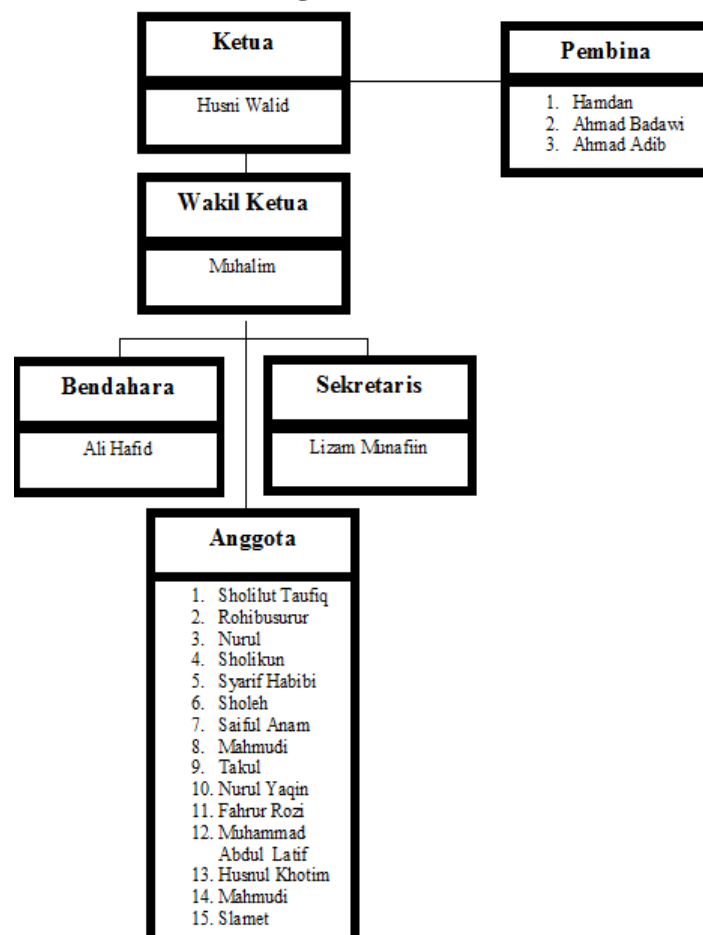 Ketua
Husni Walid
Pembina
1. Hamdan
2. Ahmad Badawi
3. Ahmad Adib
Wakil Ketua
Muhalim
Bendahara
Ali Hafid
Sekretaris
Lizam Munafiin
Anggota
1. Sholilut Taufiq
2. Rohibusurur
3. Nurul
4. Sholikun
5. Syarif Habibi
6. Sholeh
7. Saiful Anam
8. Mahmudi
9. Takul
10. Nurul Yaqin
11. Fahrur Rozi
12. Muhammad
Abdul Latif
13. Husnul Khotim
14. Mahmudi
15. Slamet